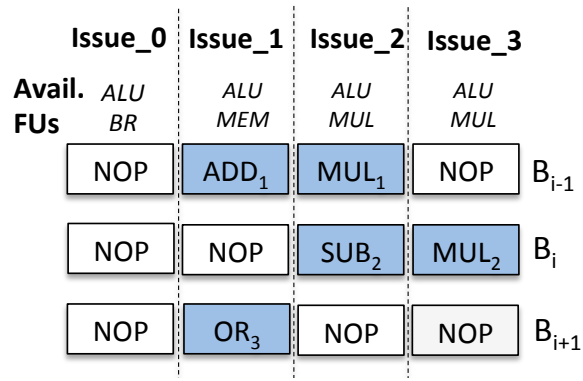 Issue_0 Issue_1 Issue_2 Issue_3
Avail. ALU ALU ALU ALU
FUs BR MEM MUL MUL
NOP ADD₁ MUL₁ NOP Bᵢ₋₁
NOP NOP SUB₂ MUL₂ Bᵢ
NOP OR₃ NOP NOP Bᵢ₊₁